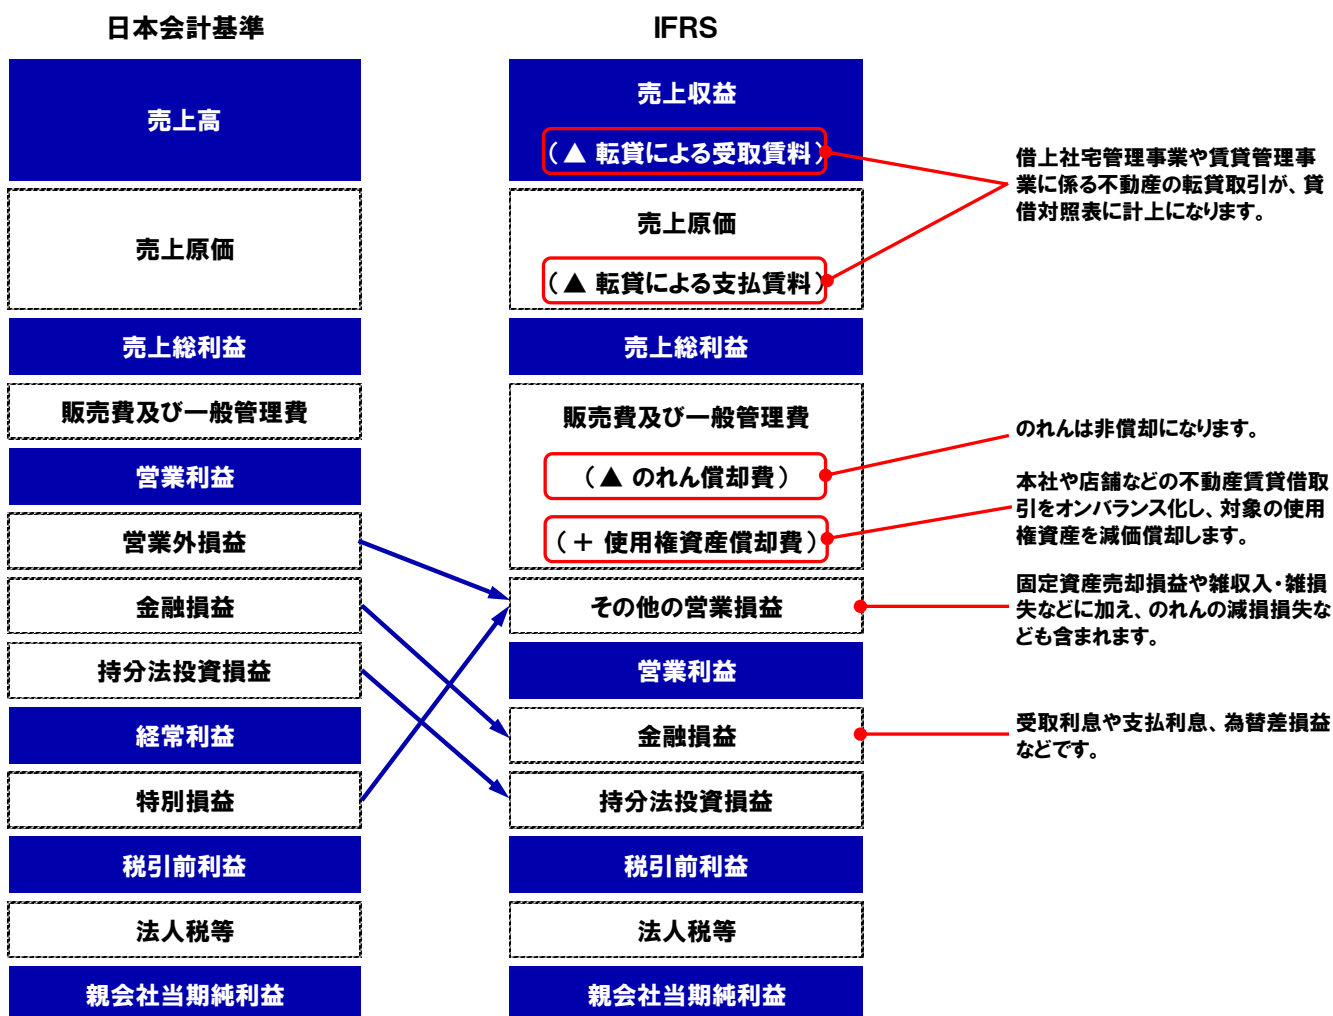 日本会計基準
売上高
売上原価
売上総利益
販売費及び一般管理費
営業利益
営業外損益
金融損益
持分法投資損益
経常利益
特別損益
税引前利益
法人税等
親会社当期純利益
IFRS
売上収益
（▲ 転貸による受取賃料）
売上原価
（▲ 転貸による支払賃料）
売上総利益
販売費及び一般管理費
（▲ のれん償却費）
（＋ 使用権資産償却費）
その他の営業損益
営業利益
金融損益
持分法投資損益
税引前利益
法人税等
親会社当期純利益
借上社宅管理事業や賃貸管理事
業に係る不動産の転貸取引が、貸
借対照表に計上になります。
のれんは非償却になります。
本社や店舗などの不動産賃貸借取
引をオンバランス化し、対象の使用
権資産を減価償却します。
固定資産売却損益や雑収入・雑損
失などに加え、のれんの減損損失な
ども含まれます。
受取利息や支払利息、為替差損益
などです。